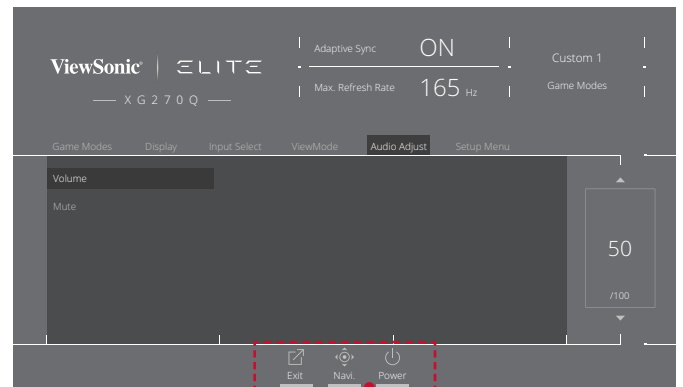 ViewSonic® ELITE
XG270Q
Adaptive Sync ON
Max. Refresh Rate 165 Hz
Custom 1
Game Modes
Game Modes Display Input Select ViewMode Audio Adjust Setup Menu
Volume
Mute
50
/100
Exit Navi. Power